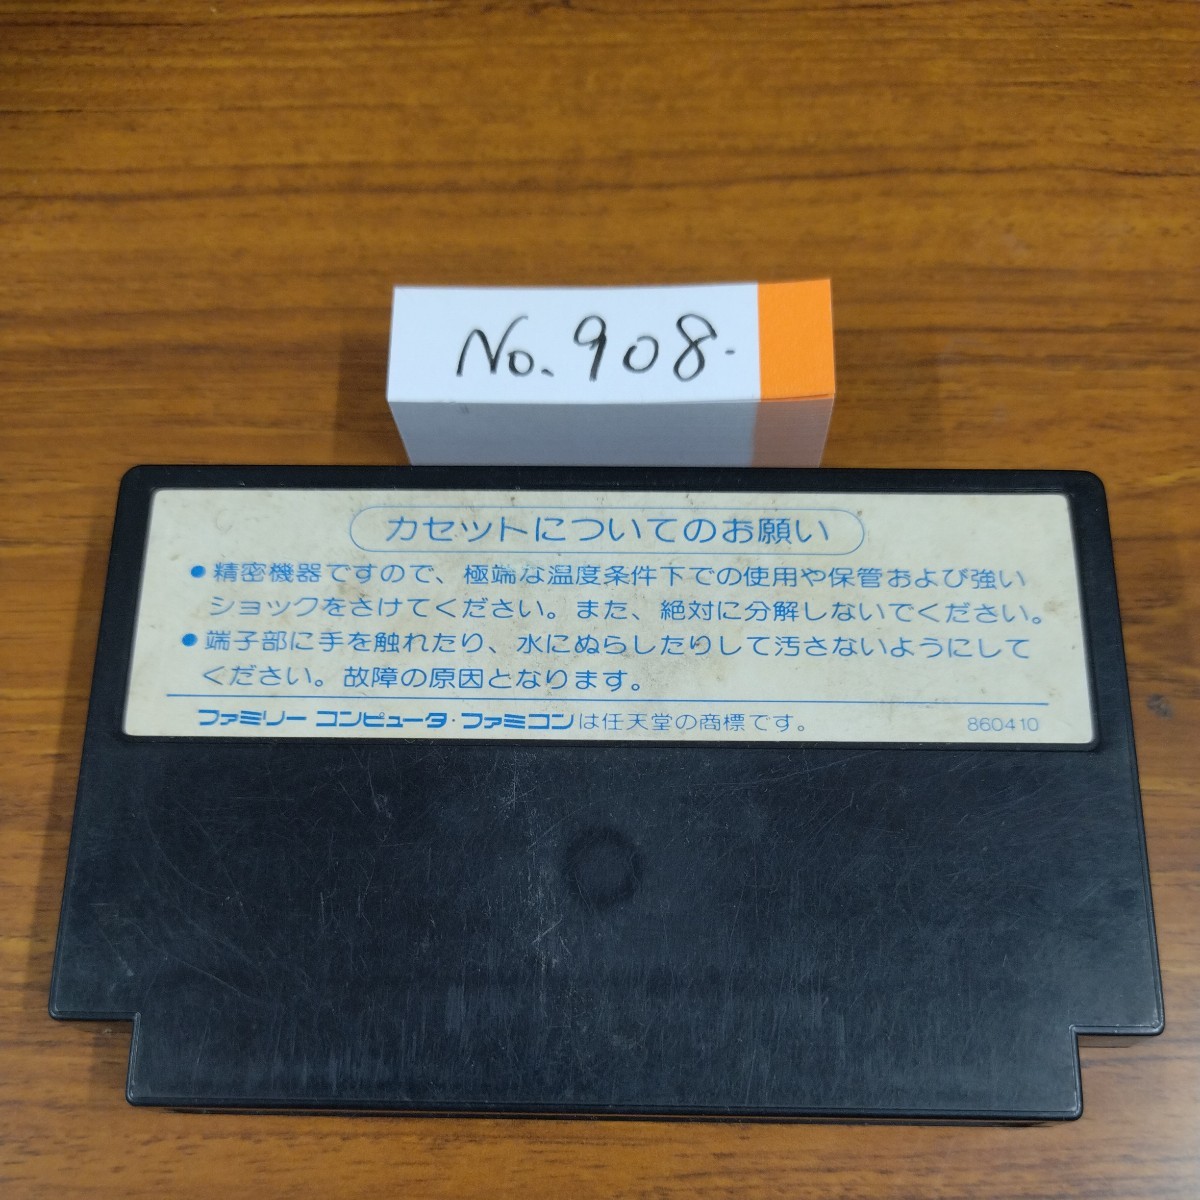 No.908.
カセットについてのお願い
●精密機器ですので、極端な温度条件下での使用や保管および強い
ショックをさけてください。また、絶対に分解しないでください。
●端子部に手を触れたり、水にぬらしたりして汚さないようにして
ください。故障の原因となります。
ファミリー コンピュータ・ファミコンは任天堂の商標です。 860410